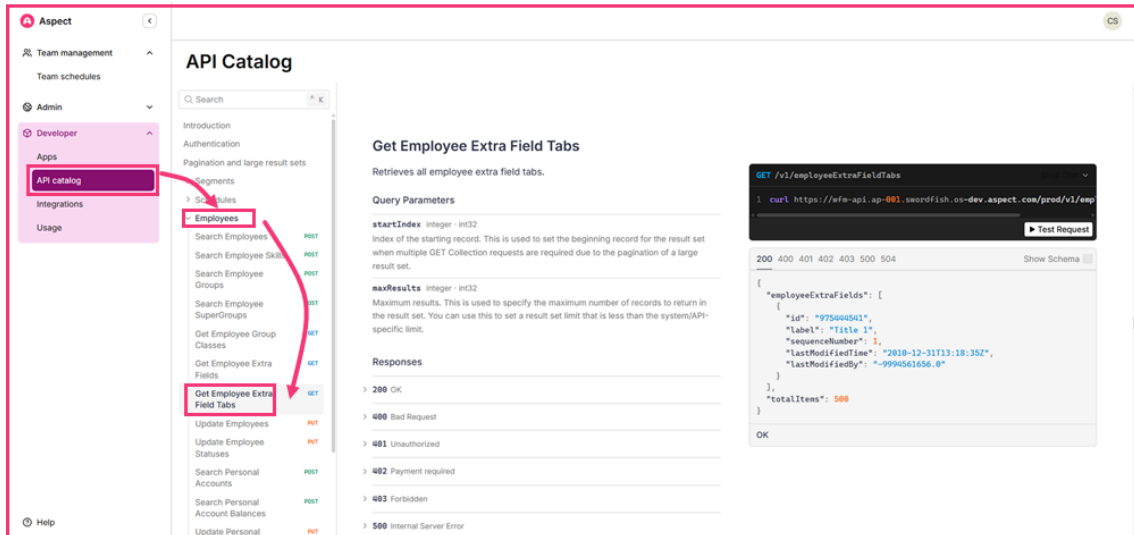 Aspect
CS
Team management
Team schedules
Admin
Developer
Apps
API catalog
Integrations
Usage
Help
API Catalog
Search
K
Introduction
Authentication
Pagination and large result sets
Segments
Schedules
Employees
Search Employees POST
Search Employee Skills POST
Search Employee POST
Groups
Search Employee POST
SuperGroups
Get Employee Group GET
Classes
Get Employee Extra GET
Fields
Get Employee Extra GET
Field Tabs
Update Employees PUT
Update Employee PUT
Statuses
Search Personal POST
Accounts
Search Personal POST
Account Balances
Update Personal PUT
Get Employee Extra Field Tabs
Retrieves all employee extra field tabs.
Query Parameters
startIndex integer · int32
Index of the starting record. This is used to set the beginning record for the result set
when multiple GET Collection requests are required due to the pagination of a large
result set.
maxResults integer · int32
Maximum results. This is used to specify the maximum number of records to return in
the result set. You can use this to set a result set limit that is less than the system/API-
specific limit.
Responses
200 OK
400 Bad Request
401 Unauthorized
402 Payment required
403 Forbidden
500 Internal Server Error
GET /v1/employeeExtraFieldTabs
1 curl https://wfm-api.ap-001.swordfish.os-dev.aspect.com/prod/v1/emp
Test Request
200 400 401 402 403 500 504 Show Schema
{
"employeeExtraFields": [
{
"id": "975444541",
"label": "Title 1",
"sequenceNumber": 1,
"lastModifiedTime": "2010-12-31T13:18:35Z",
"lastModifiedBy": "-9994561656.0"
}
],
"totalItems": 500
}
OK